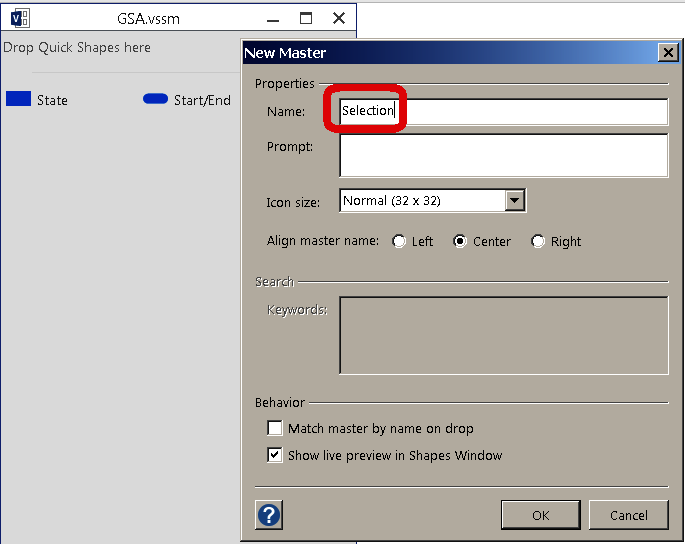 GSA.vssm
Drop Quick Shapes here
State
Start/End
New Master
Properties
Name: Selection
Prompt:
Icon size: Normal (32 x 32)
Align master name: Left Center Right
Search
Keywords:
Behavior
Match master by name on drop
Show live preview in Shapes Window
? OK Cancel